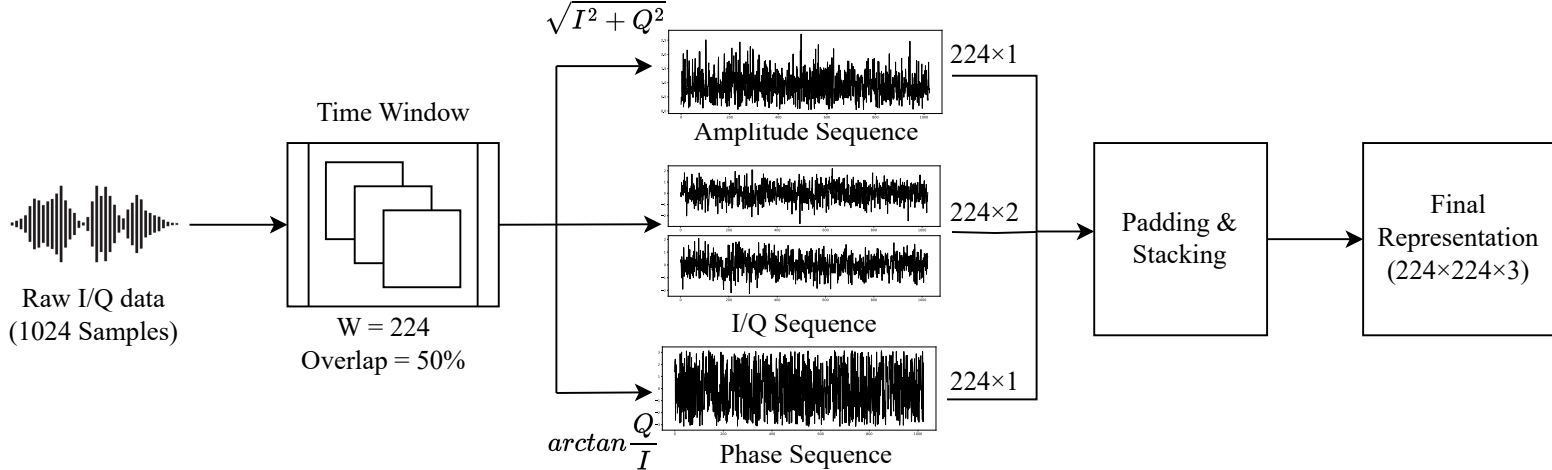 √(I² + Q²)
224×1
Time Window
Amplitude Sequence
Raw I/Q data
(1024 Samples)
W = 224
Overlap = 50%
224×2
I/Q Sequence
Padding &
Stacking
Final
Representation
(224×224×3)
224×1
arctan Q/I
Phase Sequence